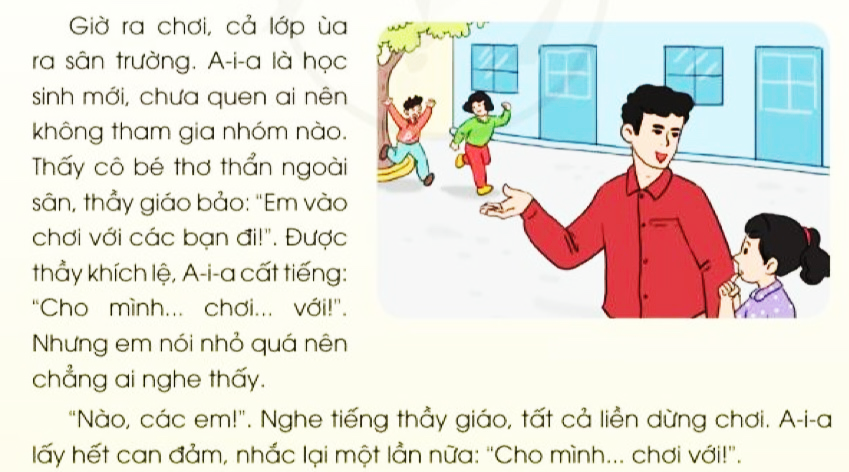 Giờ ra chơi, cả lớp ùa
ra sân trường. A-i-a là học
sinh mới, chưa quen ai nên
không tham gia nhóm nào.
Thấy cô bé thơ thẩn ngoài
sân, thầy giáo bảo: "Em vào
chơi với các bạn đi!". Được
thầy khích lệ, A-i-a cất tiếng:
"Cho mình... chơi... với!".
Nhưng em nói nhỏ quá nên
chẳng ai nghe thấy.
"Nào, các em!". Nghe tiếng thầy giáo, tất cả liền dừng chơi. A-i-a
lấy hết can đảm, nhắc lại một lần nữa: "Cho mình... chơi với!".